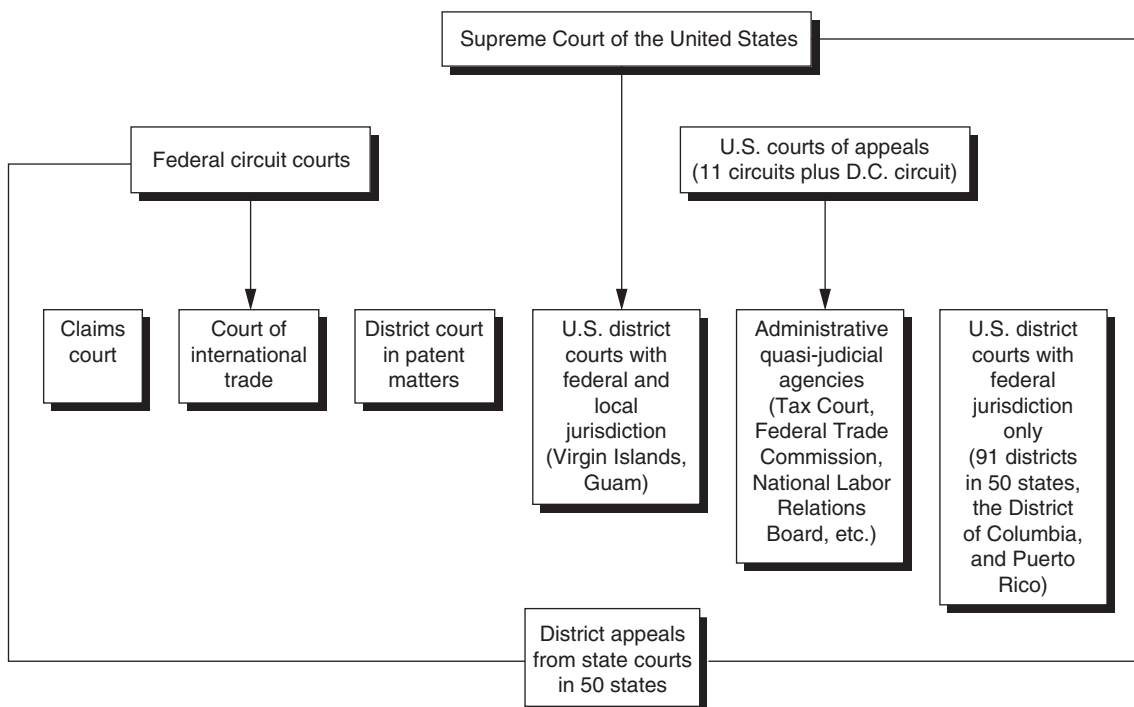 Supreme Court of the United States
Federal circuit courts
U.S. courts of appeals
(11 circuits plus D.C. circuit)
Claims
court
Court of
international
trade
District court
in patent
matters
U.S. district
courts with
federal and
local
jurisdiction
(Virgin Islands,
Guam)
Administrative
quasi-judicial
agencies
(Tax Court,
Federal Trade
Commission,
National Labor
Relations
Board, etc.)
U.S. district
courts with
federal
jurisdiction
only
(91 districts
in 50 states,
the District
of Columbia,
and Puerto
Rico)
District appeals
from state courts
in 50 states